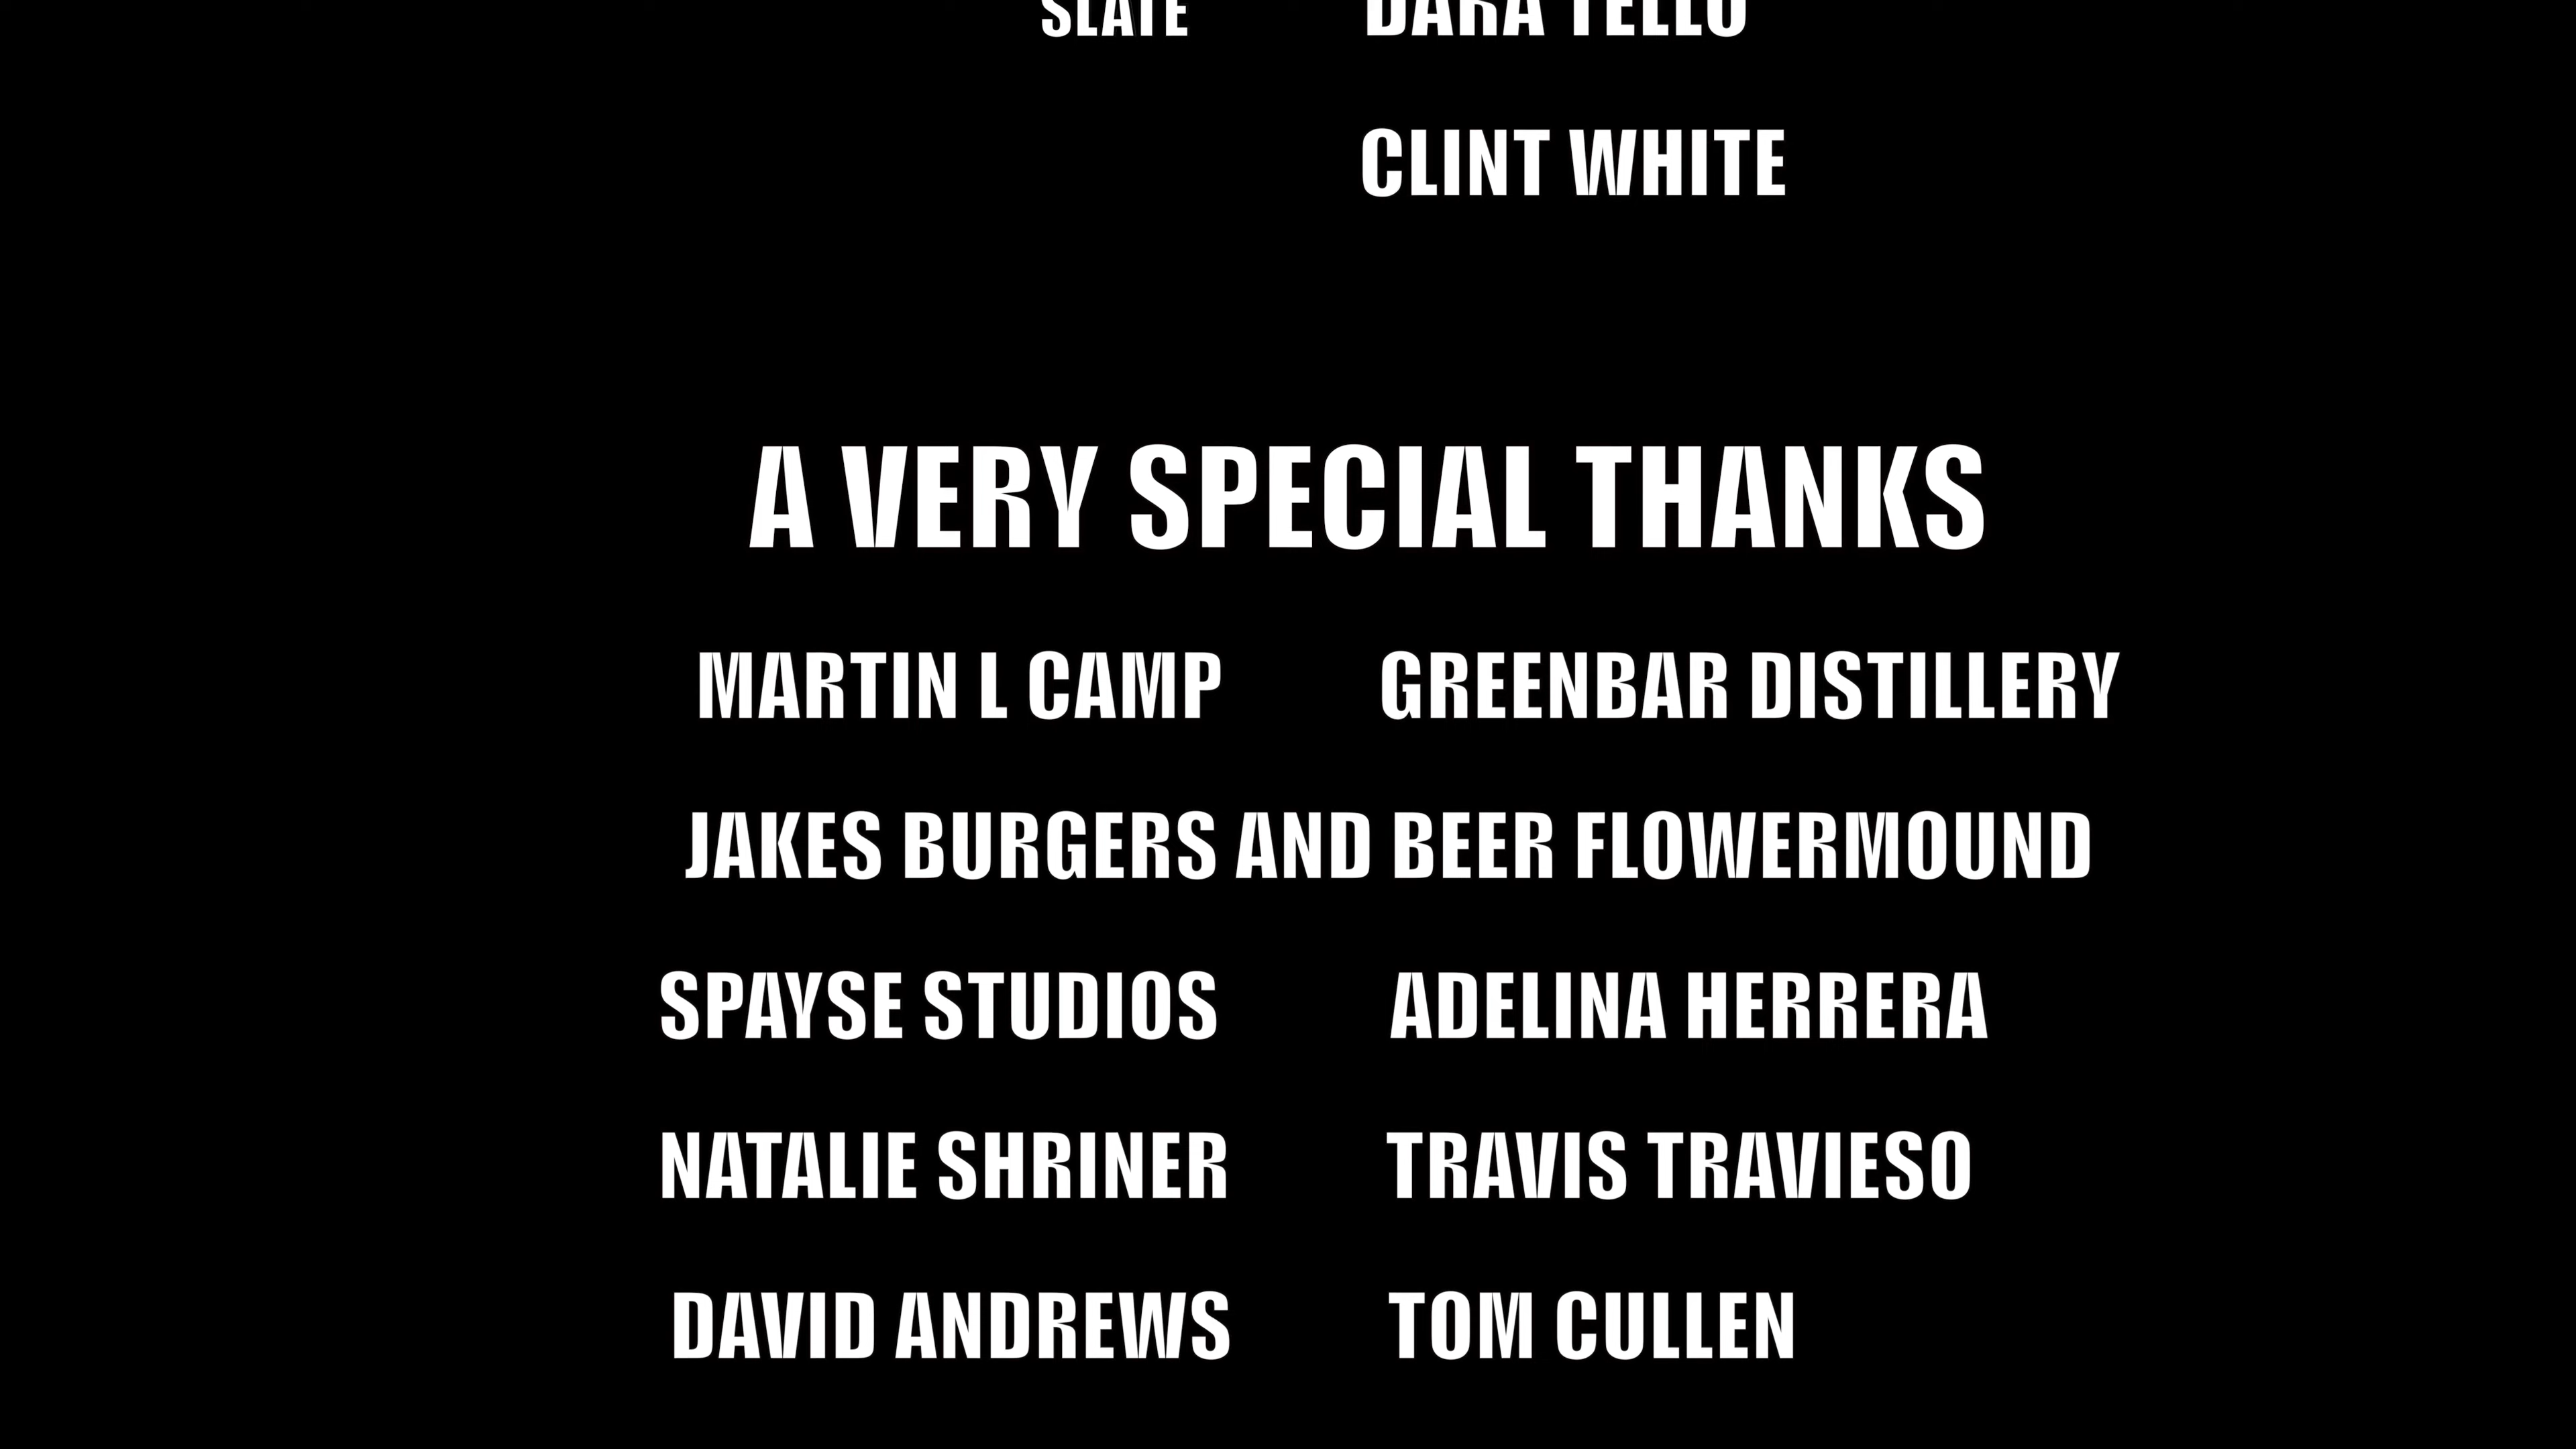 SLATE DARA TELLO
CLINT WHITE
A VERY SPECIAL THANKS
MARTIN L CAMP GREENBAR DISTILLERY
JAKES BURGERS AND BEER FLOWERMOUND
SPAYSE STUDIOS ADELINA HERRERA
NATALIE SHRINER TRAVIS TRAVIESO
DAVID ANDREWS TOM CULLEN